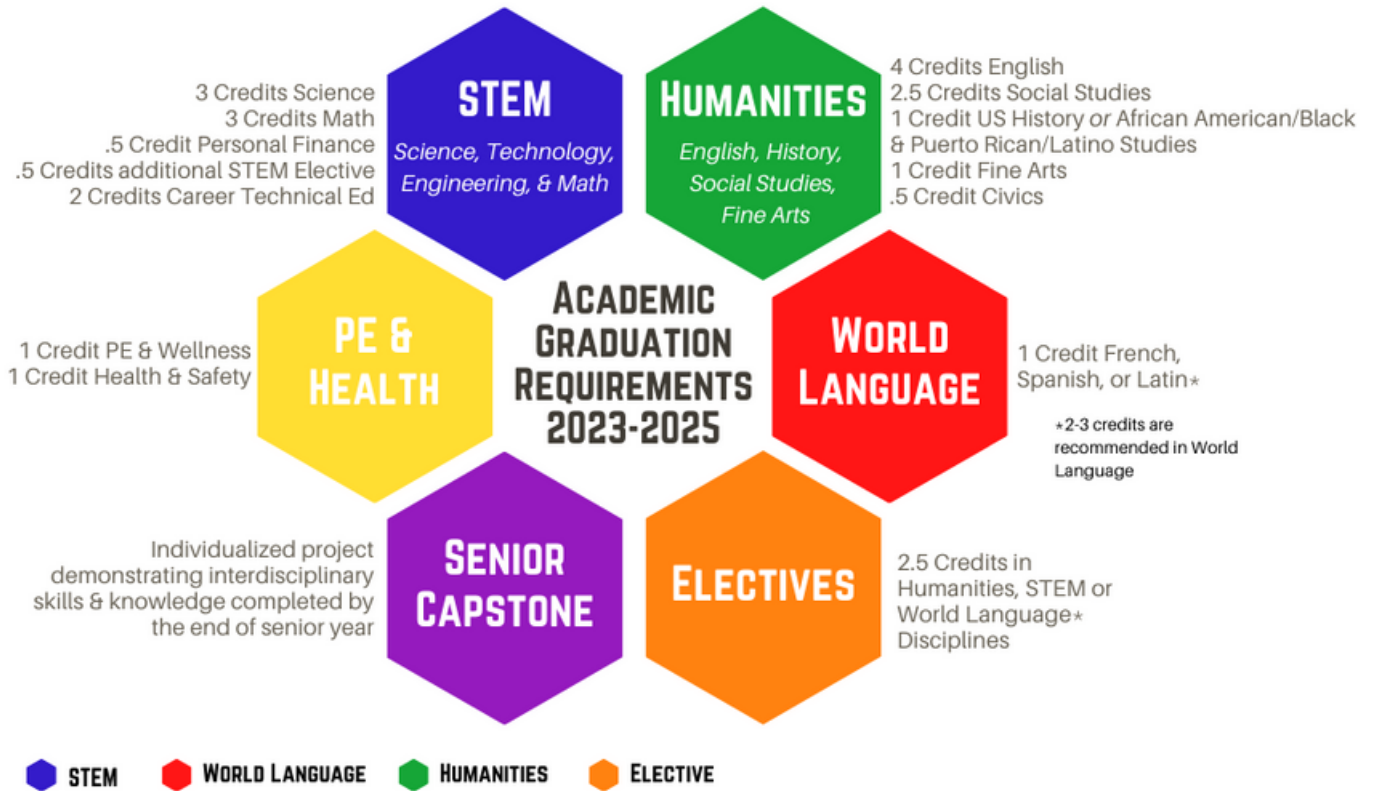 3 Credits Science
3 Credits Math
.5 Credit Personal Finance
.5 Credits additional STEM Elective
2 Credits Career Technical Ed
STEM
Science, Technology,
Engineering, & Math
HUMANITIES
English, History,
Social Studies,
Fine Arts
4 Credits English
2.5 Credits Social Studies
1 Credit US History or African American/Black
& Puerto Rican/Latino Studies
1 Credit Fine Arts
.5 Credit Civics
1 Credit PE & Wellness
1 Credit Health & Safety
PE &
HEALTH
ACADEMIC
GRADUATION
REQUIREMENTS
2023-2025
WORLD
LANGUAGE
1 Credit French,
Spanish, or Latin*
*2-3 credits are
recommended in World
Language
Individualized project
demonstrating interdisciplinary
skills & knowledge completed by
the end of senior year
SENIOR
CAPSTONE
ELECTIVES
2.5 Credits in
Humanities, STEM or
World Language*
Disciplines
STEM
WORLD LANGUAGE
HUMANITIES
ELECTIVE